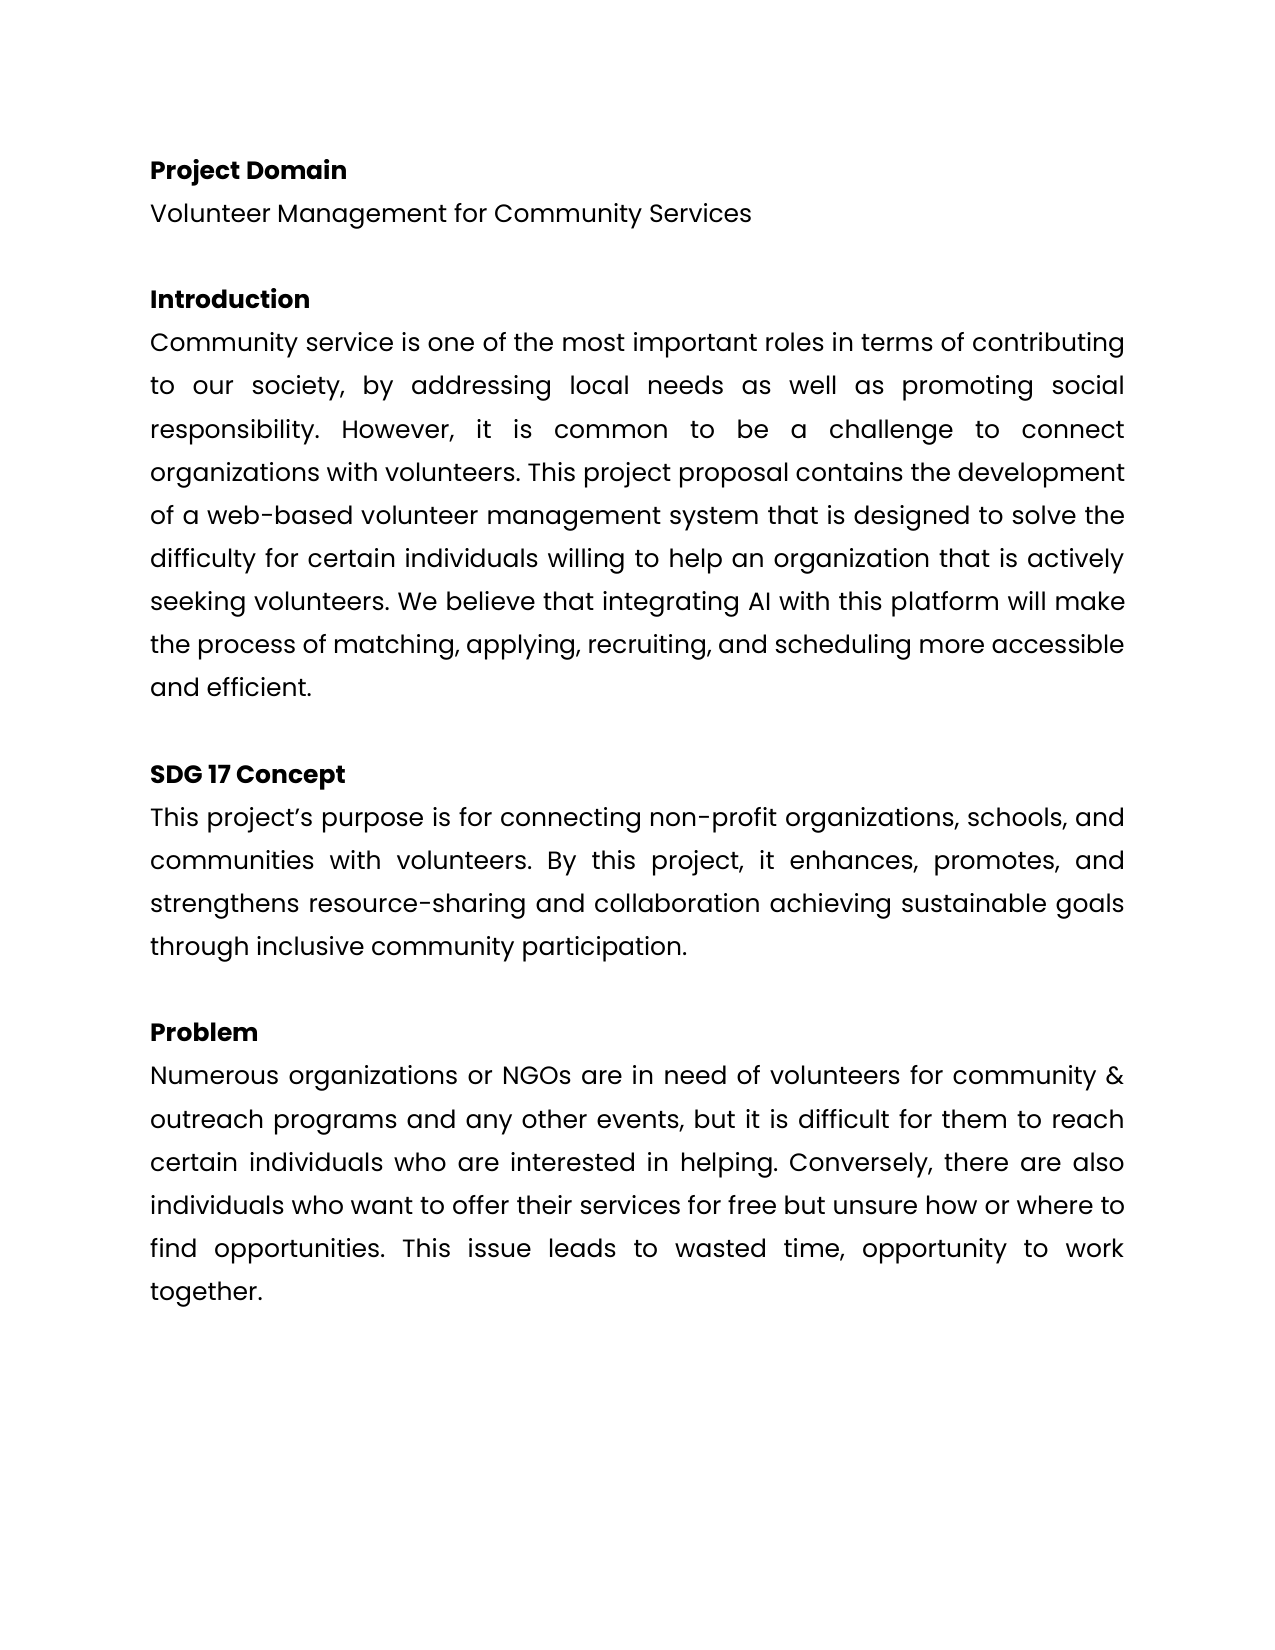 Project Domain
Volunteer Management for Community Services
Introduction
Community service is one of the most important roles in terms of contributing
to our society, by addressing local needs as well as promoting social
responsibility. However, it is common to be a challenge to connect
organizations with volunteers. This project proposal contains the development
of a web-based volunteer management system that is designed to solve the
difficulty for certain individuals willing to help an organization that is actively
seeking volunteers. We believe that integrating AI with this platform will make
the process of matching, applying, recruiting, and scheduling more accessible
and efficient.
SDG 17 Concept
This project’s purpose is for connecting non-profit organizations, schools, and
communities with volunteers. By this project, it enhances, promotes, and
strengthens resource-sharing and collaboration achieving sustainable goals
through inclusive community participation.
Problem
Numerous organizations or NGOs are in need of volunteers for community &
outreach programs and any other events, but it is difficult for them to reach
certain individuals who are interested in helping. Conversely, there are also
individuals who want to offer their services for free but unsure how or where to
find opportunities. This issue leads to wasted time, opportunity to work
together.